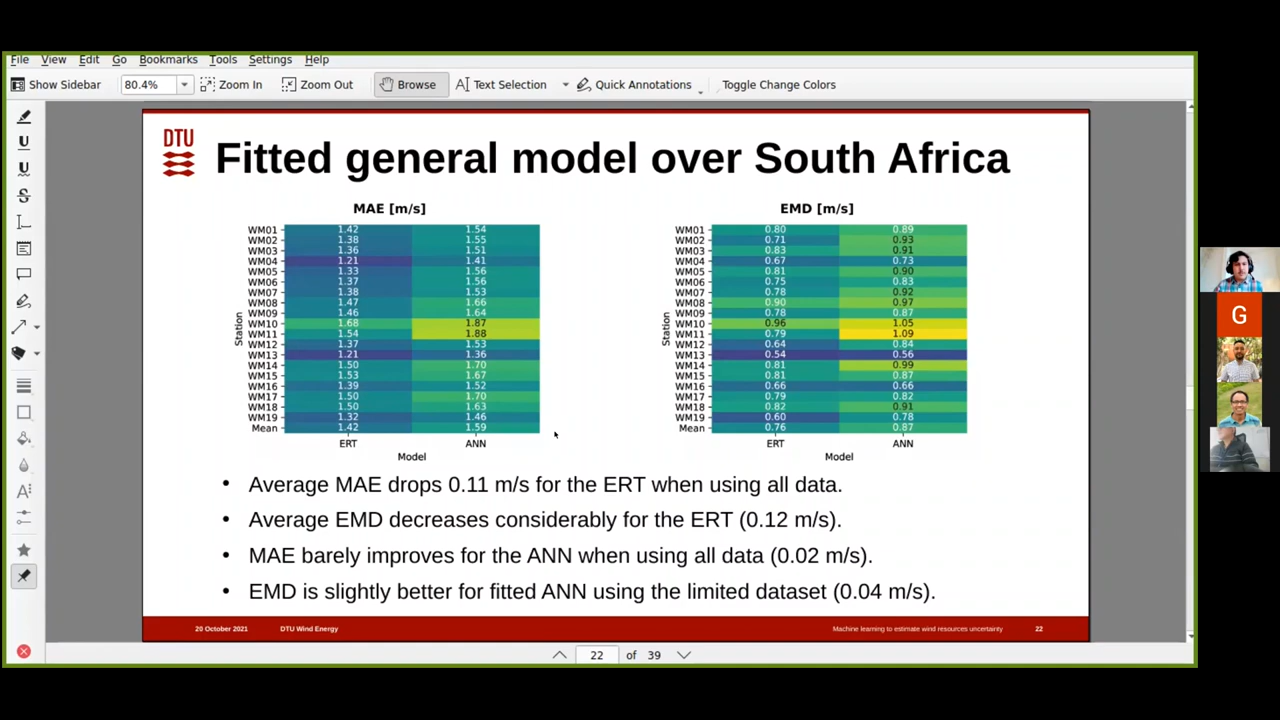 File View Edit Go Bookmarks Tools Settings Help
Show Sidebar 80.4% Zoom In Zoom Out Browse Text Selection Quick Annotations Toggle Change Colors
DTU
Fitted general model over South Africa
MAE [m/s]
Station
WM01 1.42 1.54
WM02 1.38 1.55
WM03 1.36 1.51
WM04 1.21 1.41
WM05 1.33 1.56
WM06 1.37 1.56
WM07 1.38 1.53
WM08 1.47 1.66
WM09 1.46 1.64
WM10 1.68 1.87
WM11 1.54 1.88
WM12 1.37 1.53
WM13 1.21 1.36
WM14 1.50 1.70
WM15 1.53 1.67
WM16 1.39 1.52
WM17 1.50 1.70
WM18 1.50 1.63
WM19 1.32 1.46
Mean 1.42 1.59
ERT ANN
Model
EMD [m/s]
Station
WM01 0.80 0.89
WM02 0.71 0.93
WM03 0.83 0.91
WM04 0.67 0.73
WM05 0.81 0.90
WM06 0.75 0.83
WM07 0.78 0.92
WM08 0.90 0.97
WM09 0.78 0.87
WM10 0.96 1.05
WM11 0.79 1.09
WM12 0.64 0.84
WM13 0.54 0.56
WM14 0.81 0.99
WM15 0.81 0.87
WM16 0.66 0.66
WM17 0.79 0.82
WM18 0.82 0.91
WM19 0.60 0.78
Mean 0.76 0.87
ERT ANN
Model
• Average MAE drops 0.11 m/s for the ERT when using all data.
• Average EMD decreases considerably for the ERT (0.12 m/s).
• MAE barely improves for the ANN when using all data (0.02 m/s).
• EMD is slightly better for fitted ANN using the limited dataset (0.04 m/s).
20 October 2021 DTU Wind Energy Machine learning to estimate wind resources uncertainty 22
22 of 39
G